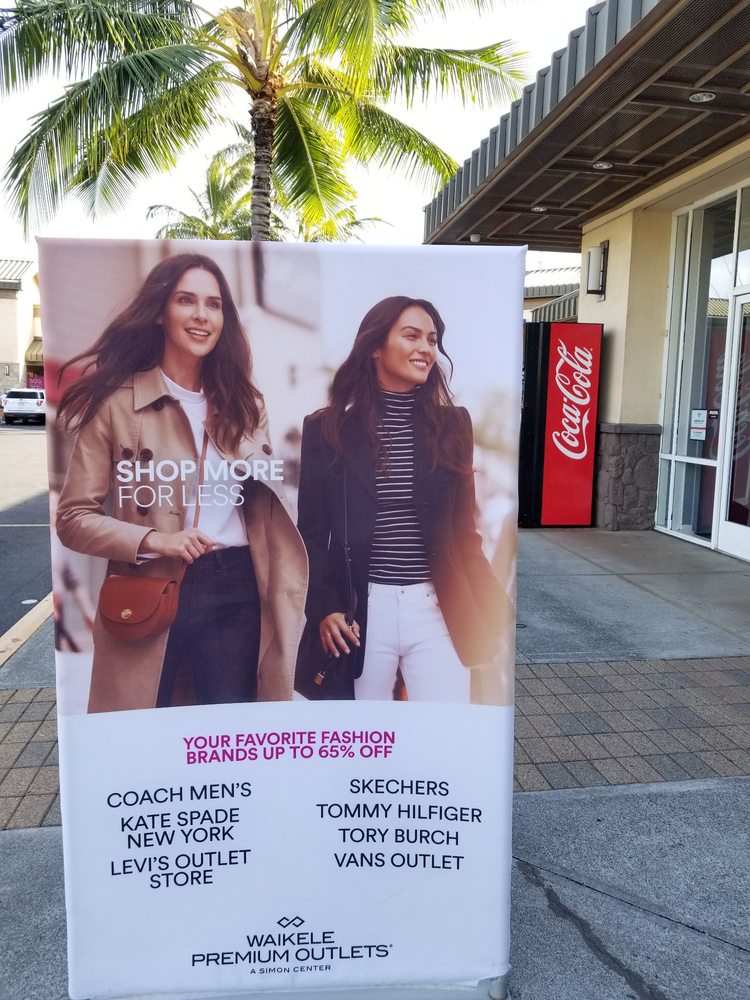 SHOP MORE
FOR LESS
YOUR FAVORITE FASHION
BRANDS UP TO 65% OFF
COACH MEN'S
KATE SPADE
NEW YORK
LEVI'S OUTLET
STORE
SKECHERS
TOMMY HILFIGER
TORY BURCH
VANS OUTLET
WAIKELE
PREMIUM OUTLETS®
A SIMON CENTER
Coca-Cola